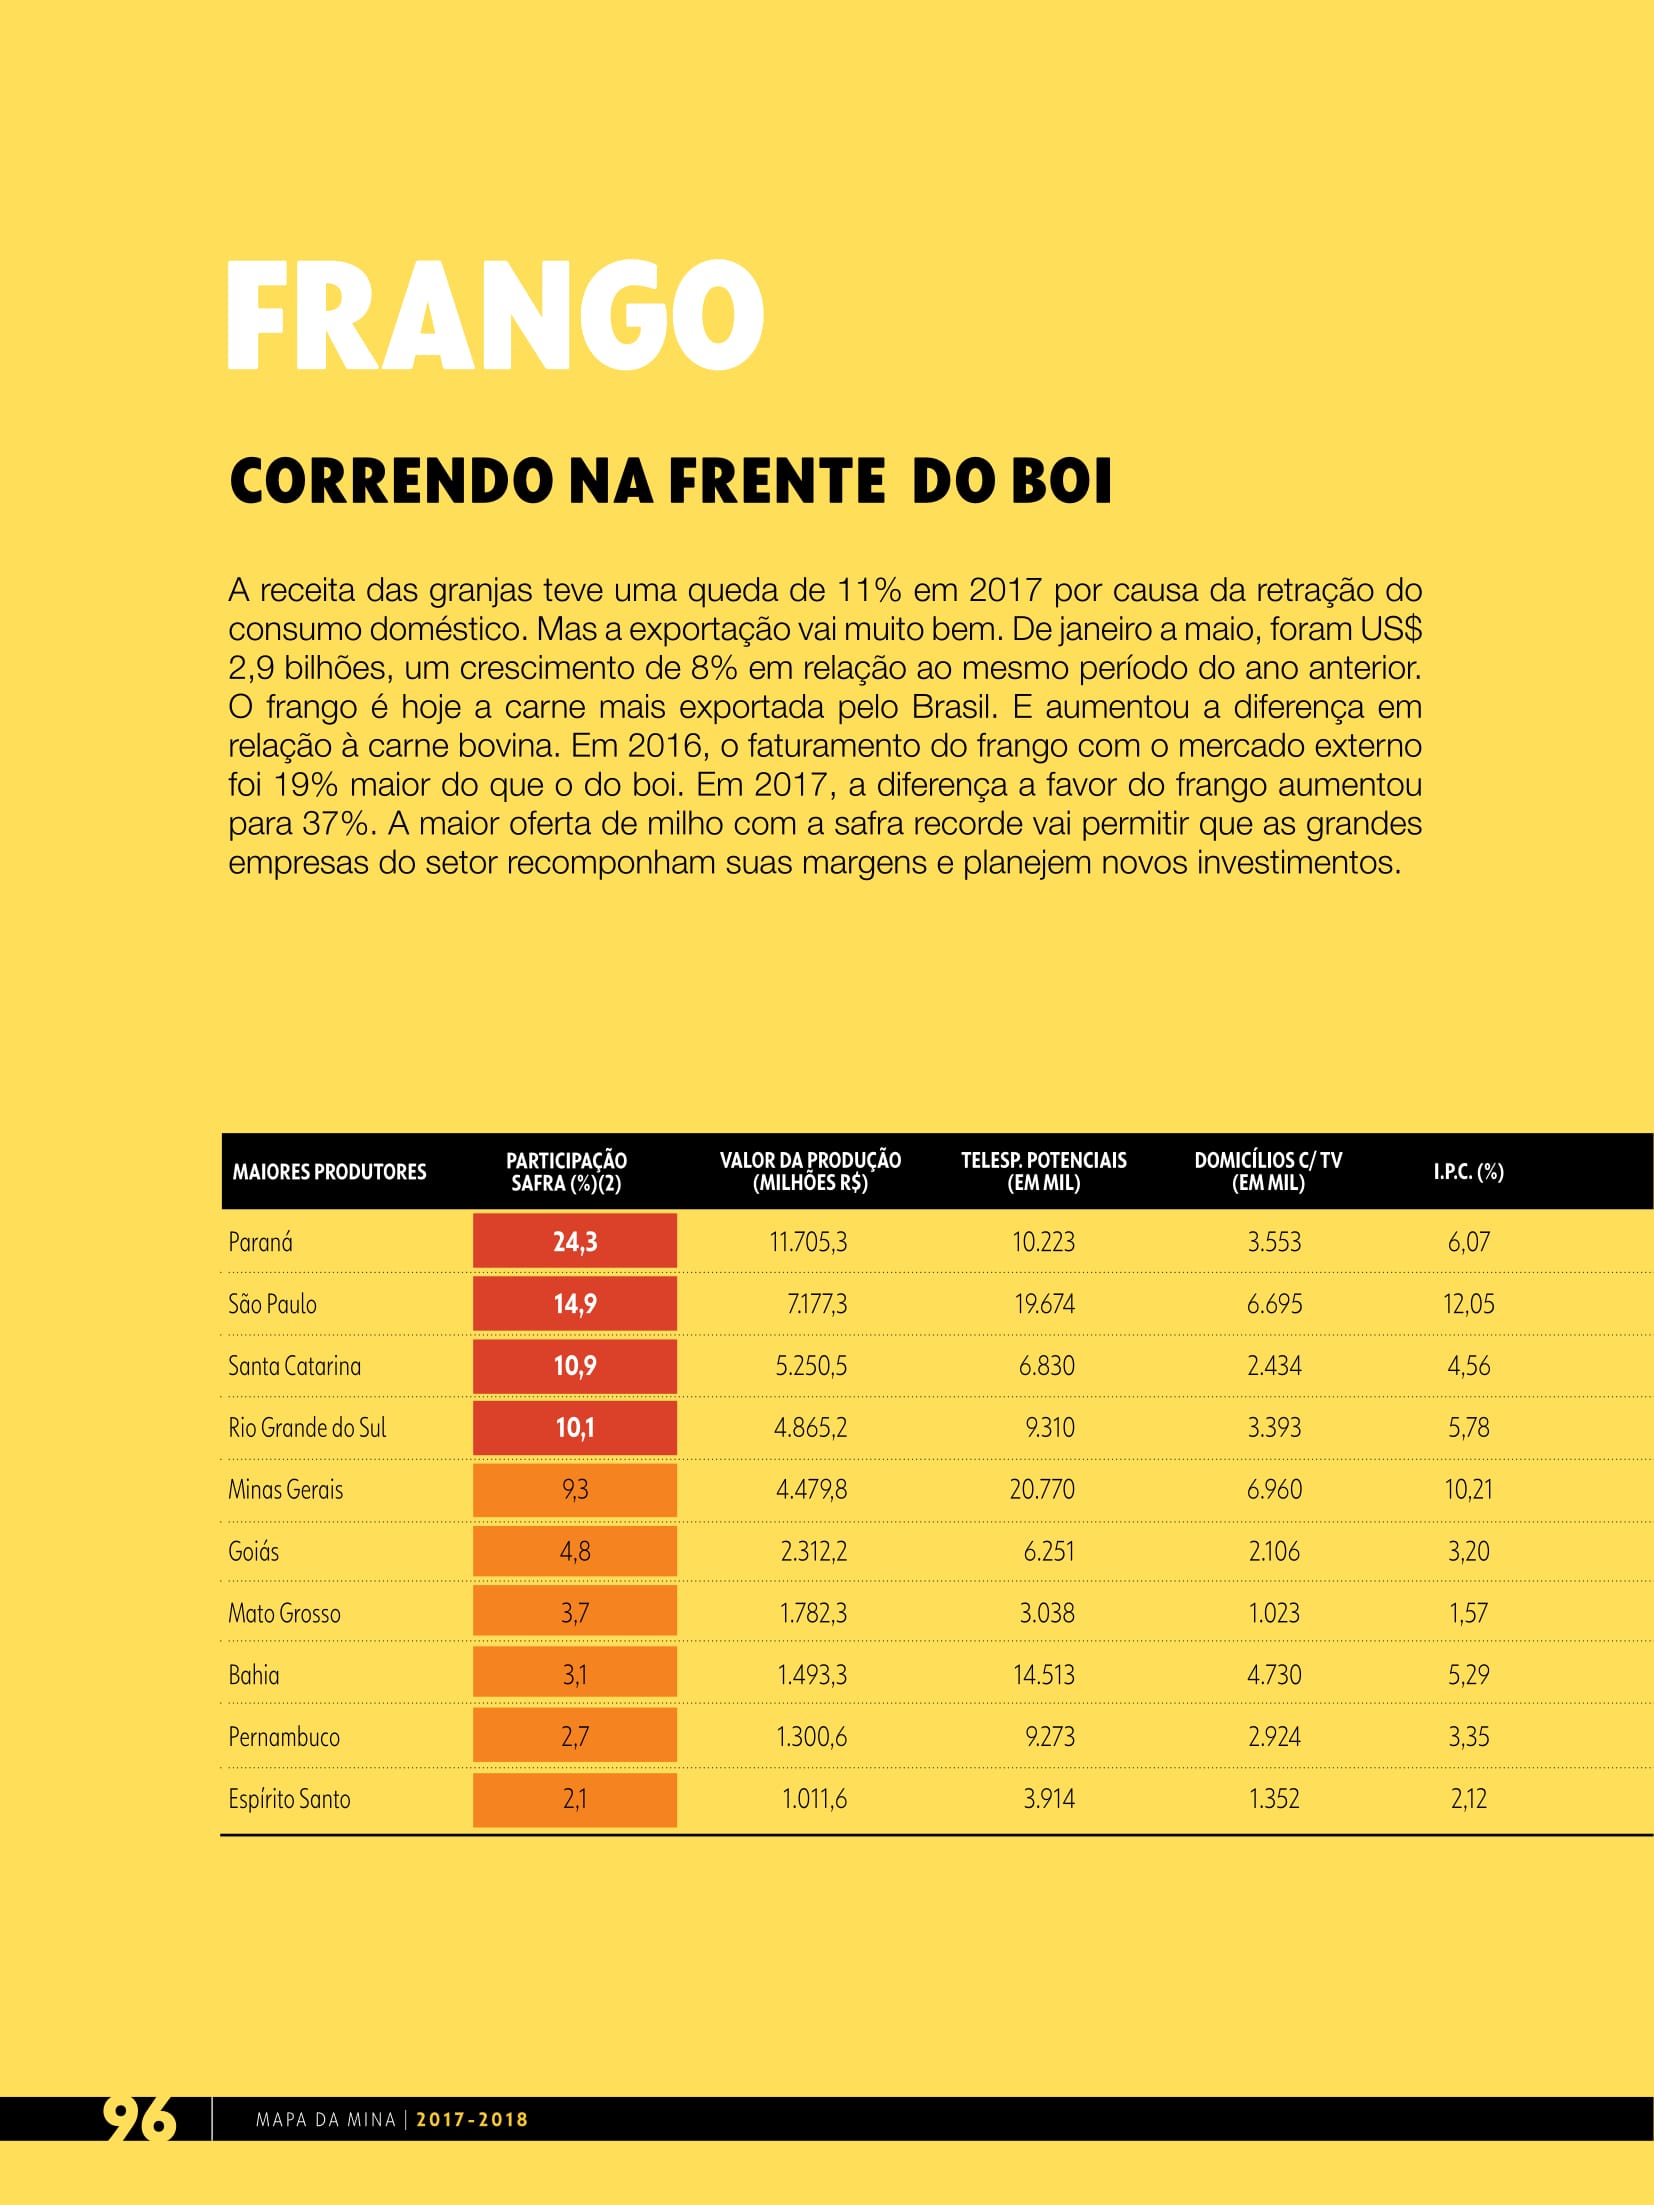 FRANGO
CORRENDO NA FRENTE DO BOI
A receita das granjas teve uma queda de 11% em 2017 por causa da retração do
consumo doméstico. Mas a exportação vai muito bem. De janeiro a maio, foram US$
2,9 bilhões, um crescimento de 8% em relação ao mesmo período do ano anterior.
O frango é hoje a carne mais exportada pelo Brasil. E aumentou a diferença em
relação à carne bovina. Em 2016, o faturamento do frango com o mercado externo
foi 19% maior do que o do boi. Em 2017, a diferença a favor do frango aumentou
para 37%. A maior oferta de milho com a safra recorde vai permitir que as grandes
empresas do setor recomponham suas margens e planejem novos investimentos.
MAIORES PRODUTORES PARTICIPAÇÃO SAFRA (%)(2) VALOR DA PRODUÇÃO (MILHÕES R$) TELESP. POTENCIAIS (EM MIL) DOMICÍLIOS C/ TV (EM MIL) I.P.C. (%)
Paraná 24,3 11.705,3 10.223 3.553 6,07
São Paulo 14,9 7.177,3 19.674 6.695 12,05
Santa Catarina 10,9 5.250,5 6.830 2.434 4,56
Rio Grande do Sul 10,1 4.865,2 9.310 3.393 5,78
Minas Gerais 9,3 4.479,8 20.770 6.960 10,21
Goiás 4,8 2.312,2 6.251 2.106 3,20
Mato Grosso 3,7 1.782,3 3.038 1.023 1,57
Bahia 3,1 1.493,3 14.513 4.730 5,29
Pernambuco 2,7 1.300,6 9.273 2.924 3,35
Espírito Santo 2,1 1.011,6 3.914 1.352 2,12
96 MAPA DA MINA | 2017-2018